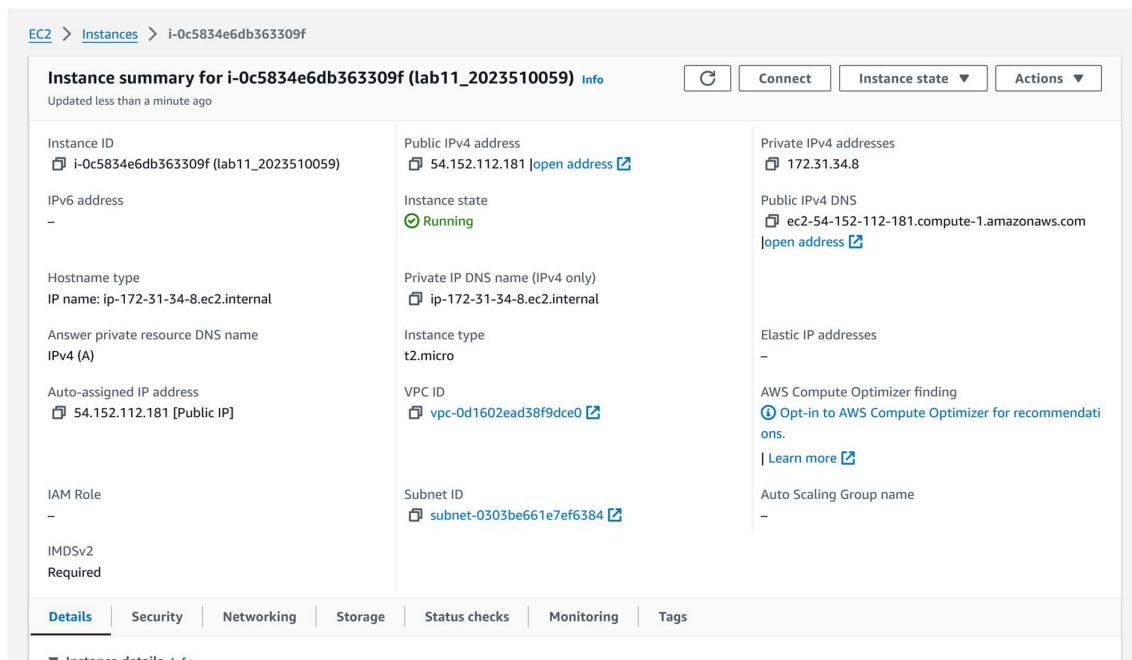 EC2 > Instances > i-0c5834e6db363309f
Instance summary for i-0c5834e6db363309f (lab11_2023510059) Info
Connect
Instance state ▼
Actions ▼
Updated less than a minute ago
Instance ID
i-0c5834e6db363309f (lab11_2023510059)
Public IPv4 address
54.152.112.181 |open address
Private IPv4 addresses
172.31.34.8
IPv6 address
–
Instance state
Running
Public IPv4 DNS
ec2-54-152-112-181.compute-1.amazonaws.com
|open address
Hostname type
IP name: ip-172-31-34-8.ec2.internal
Private IP DNS name (IPv4 only)
ip-172-31-34-8.ec2.internal
Answer private resource DNS name
IPv4 (A)
Instance type
t2.micro
Elastic IP addresses
–
Auto-assigned IP address
54.152.112.181 [Public IP]
VPC ID
vpc-0d1602ead38f9dce0
AWS Compute Optimizer finding
Opt-in to AWS Compute Optimizer for recommendati
ons.
| Learn more
IAM Role
–
Subnet ID
subnet-0303be661e7ef6384
Auto Scaling Group name
–
IMDSv2
Required
Details
Security
Networking
Storage
Status checks
Monitoring
Tags
▼ Instance details Info